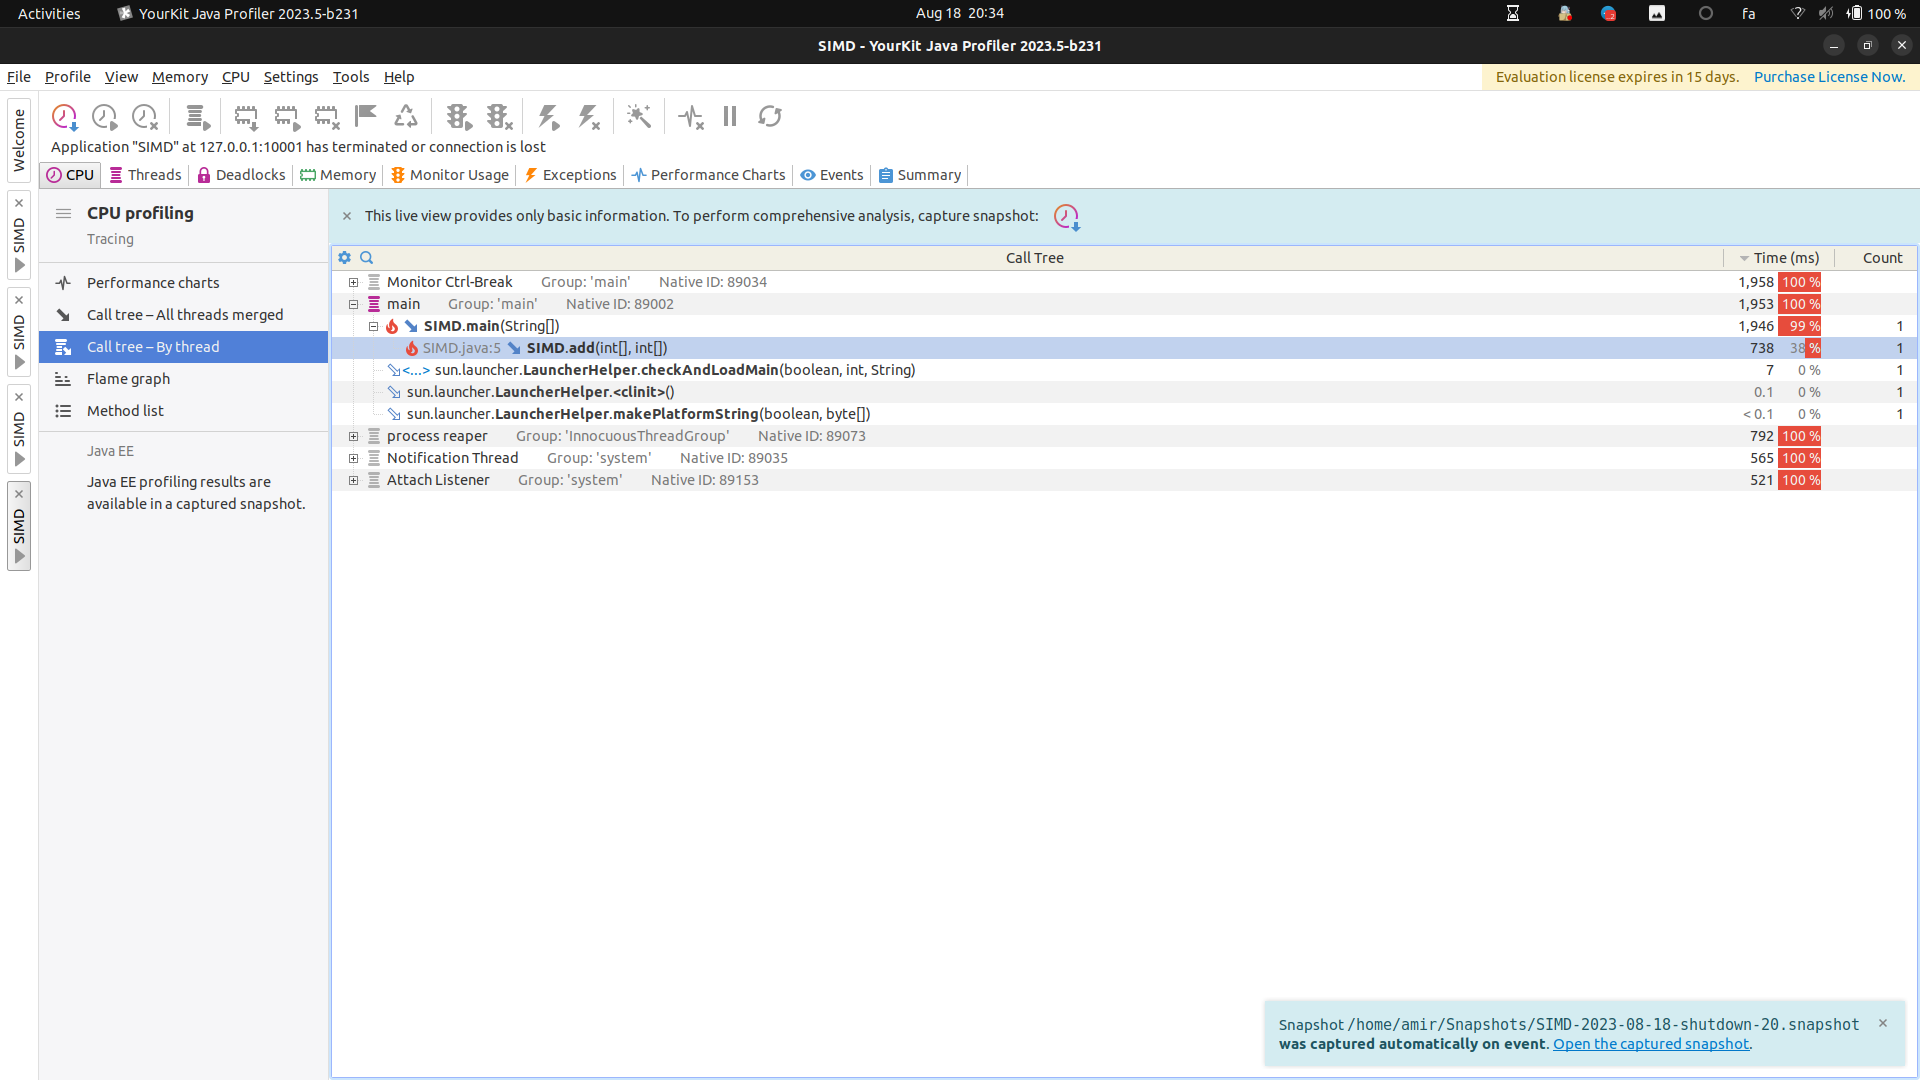 Activities YourKit Java Profiler 2023.5-b231 Aug 18 20:34 fa 100 %
SIMD - YourKit Java Profiler 2023.5-b231
File Profile View Memory CPU Settings Tools Help Evaluation license expires in 15 days. Purchase License Now.
Welcome
SIMD
SIMD
SIMD
SIMD
Application "SIMD" at 127.0.0.1:10001 has terminated or connection is lost
CPU Threads Deadlocks Memory Monitor Usage Exceptions Performance Charts Events Summary
CPU profiling
Tracing
Performance charts
Call tree – All threads merged
Call tree – By thread
Flame graph
Method list
Java EE
Java EE profiling results are
available in a captured snapshot.
This live view provides only basic information. To perform comprehensive analysis, capture snapshot:
Call Tree Time (ms) Count
Monitor Ctrl-Break Group: 'main' Native ID: 89034 1,958 100 %
main Group: 'main' Native ID: 89002 1,953 100 %
SIMD.main(String[]) 1,946 99 % 1
SIMD.java:5 SIMD.add(int[], int[]) 738 38 % 1
<...> sun.launcher.LauncherHelper.checkAndLoadMain(boolean, int, String) 7 0 % 1
sun.launcher.LauncherHelper.<clinit>() 0.1 0 % 1
sun.launcher.LauncherHelper.makePlatformString(boolean, byte[]) < 0.1 0 % 1
process reaper Group: 'InnocuousThreadGroup' Native ID: 89073 792 100 %
Notification Thread Group: 'system' Native ID: 89035 565 100 %
Attach Listener Group: 'system' Native ID: 89153 521 100 %
Snapshot /home/amir/Snapshots/SIMD-2023-08-18-shutdown-20.snapshot
was captured automatically on event. Open the captured snapshot.